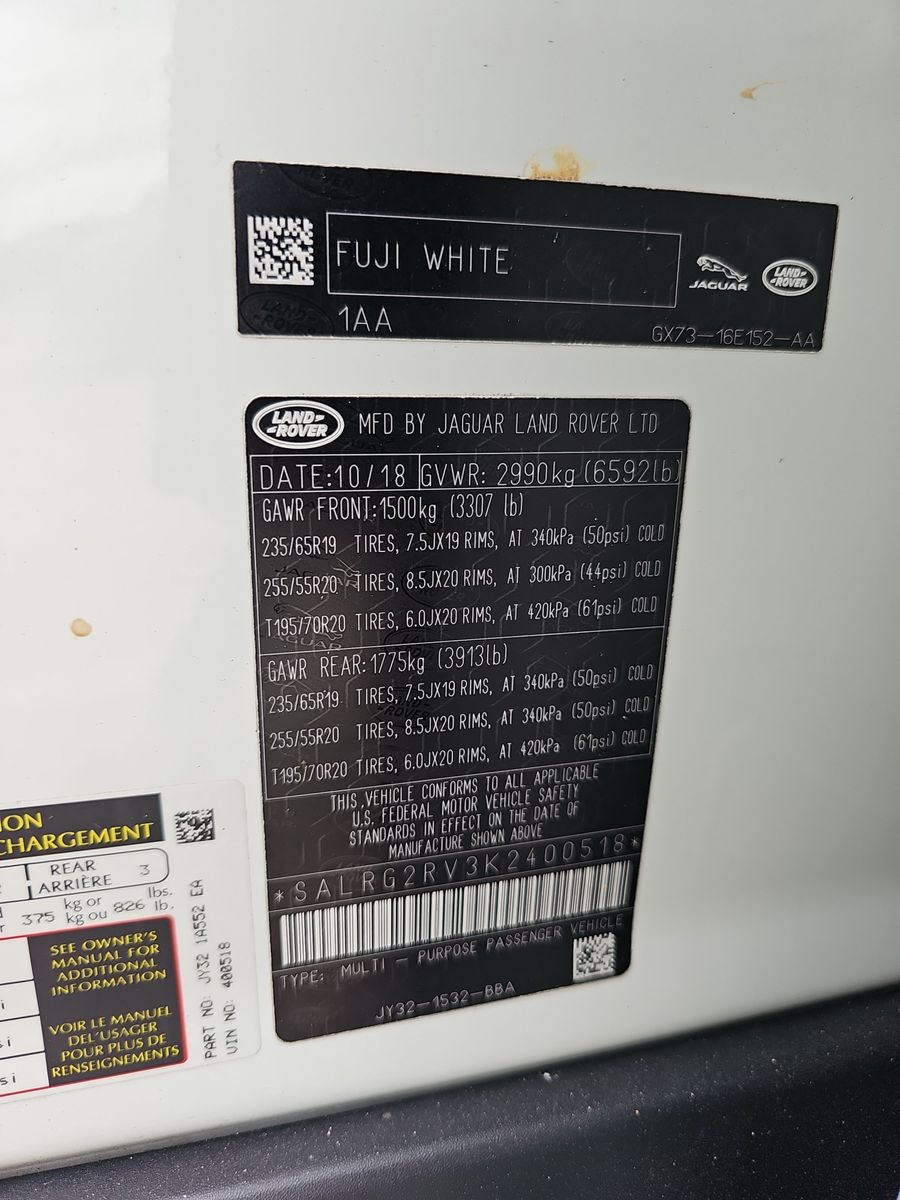 FUJI WHITE
JAGUAR
LAND-
-ROVER
1AA
GX73-16E152-AA
LAND-
-ROVER
MFD BY JAGUAR LAND ROVER LTD
DATE:10/18 GVWR: 2990kg (6592lb)
GAWR FRONT:1500kg (3307 lb)
235/65R19 TIRES, 7.5JX19 RIMS, AT 340kPa (50psi) COLD
255/55R20 TIRES, 8.5JX20 RIMS, AT 300kPa (44psi) COLD
T195/70R20 TIRES, 6.0JX20 RIMS, AT 420kPa (61psi) COLD
GAWR REAR:1775kg (3913lb)
235/65R19 TIRES, 7.5JX19 RIMS, AT 340kPa (50psi) COLD
255/55R20 TIRES, 8.5JX20 RIMS, AT 340kPa (50psi) COLD
T195/70R20 TIRES, 6.0JX20 RIMS, AT 420kPa (61psi) COLD
THIS VEHICLE CONFORMS TO ALL APPLICABLE
U.S. FEDERAL MOTOR VEHICLE SAFETY
STANDARDS IN EFFECT ON THE DATE OF
MANUFACTURE SHOWN ABOVE
*SALRG2RV3K2400518*
TYPE: MULTI - PURPOSE PASSENGER VEHICLE
JY32-1532-BBA
ION
CHARGEMENT
REAR
ARRIÈRE 3
375 kg or
kg ou 826 lbs.
lb.
SEE OWNER'S
MANUAL FOR
ADDITIONAL
INFORMATION
VOIR LE MANUEL
DEL'USAGER
POUR PLUS DE
RENSEIGNEMENTS
PART NO: JY32 1A552 EA
VIN NO: 400518